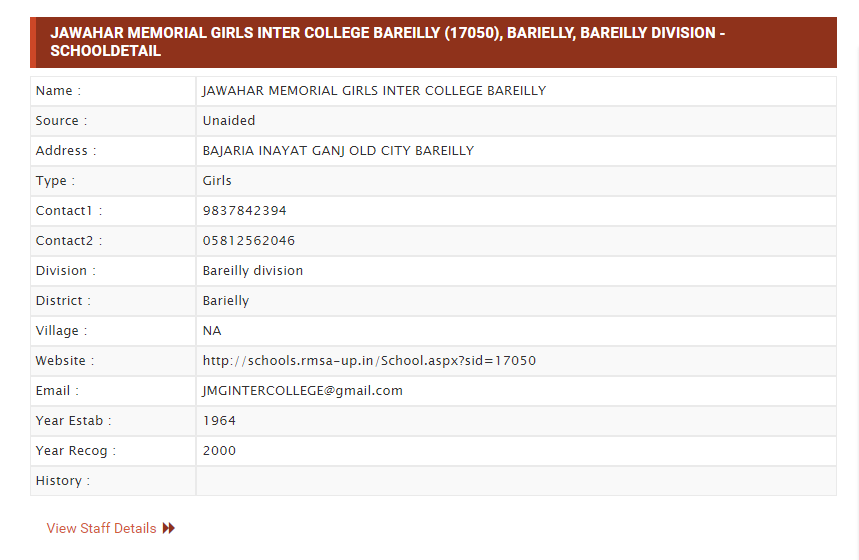 JAWAHAR MEMORIAL GIRLS INTER COLLEGE BAREILLY (17050), BARIELLY, BAREILLY DIVISION -
SCHOOLDETAIL
Name : JAWAHAR MEMORIAL GIRLS INTER COLLEGE BAREILLY
Source : Unaided
Address : BAJARIA INAYAT GANJ OLD CITY BAREILLY
Type : Girls
Contact1 : 9837842394
Contact2 : 05812562046
Division : Bareilly division
District : Barielly
Village : NA
Website : http://schools.rmsa-up.in/School.aspx?sid=17050
Email : JMGINTERCOLLEGE@gmail.com
Year Estab : 1964
Year Recog : 2000
History :
View Staff Details